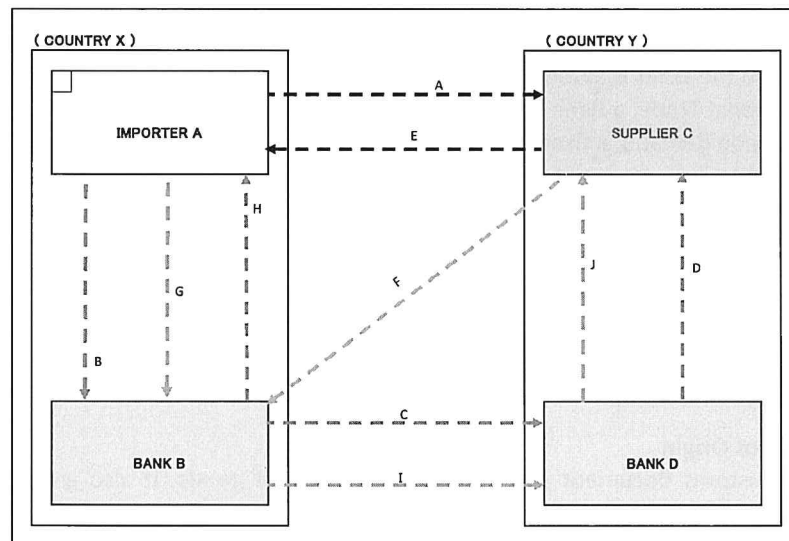 ( COUNTRY X )
( COUNTRY Y )
A
IMPORTER A
SUPPLIER C
E
H
F
J
D
G
B
C
BANK B
BANK D
I